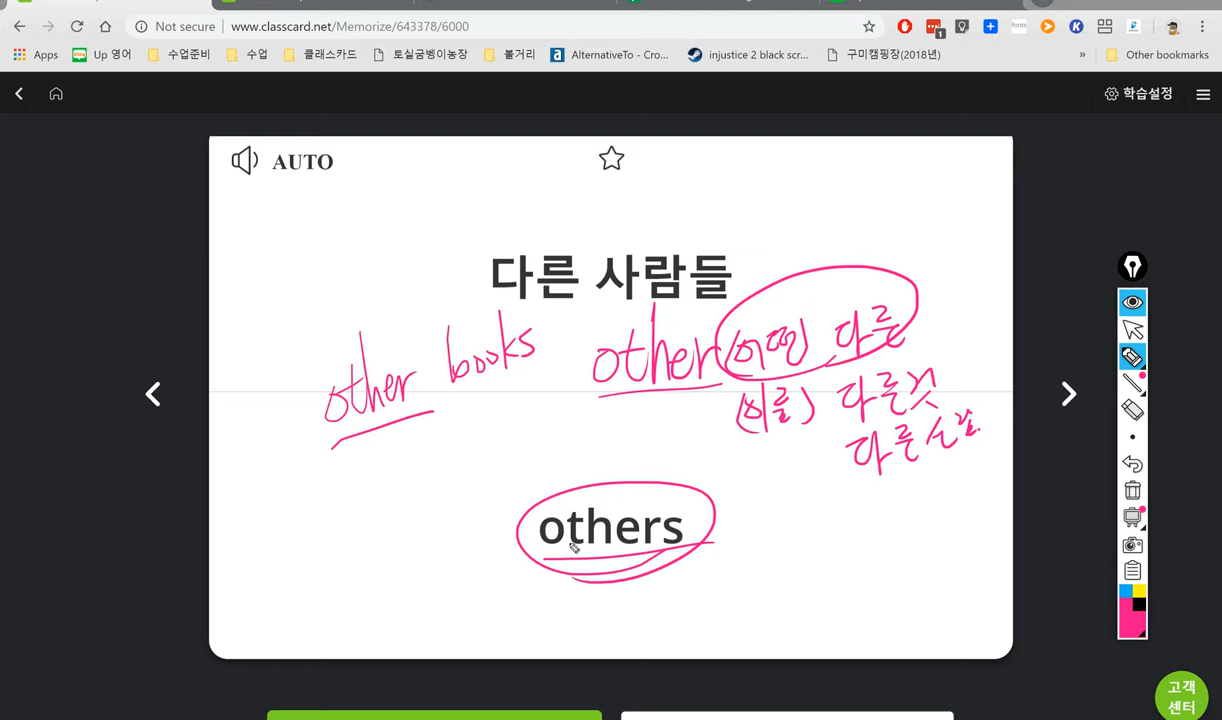 Not secure www.classcard.net/Memorize/643378/6000
Apps Up 영어 수업준비 수업 클래스카드 토실굼벵이농장 볼거리 AlternativeTo - Cro... injustice 2 black scr... 구미캠핑장(2018년) » Other bookmarks
학습설정
AUTO
다른 사람들
other books other (어떤) 다른
다른것
다른
others
고객
센터